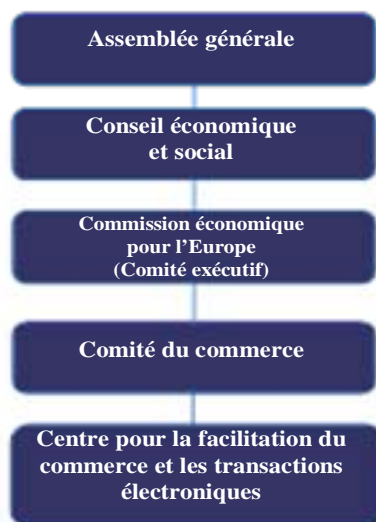 Assemblée générale
Conseil économique
et social
Commission économique
pour l'Europe
(Comité exécutif)
Comité du commerce
Centre pour la facilitation du
commerce et les transactions
électroniques